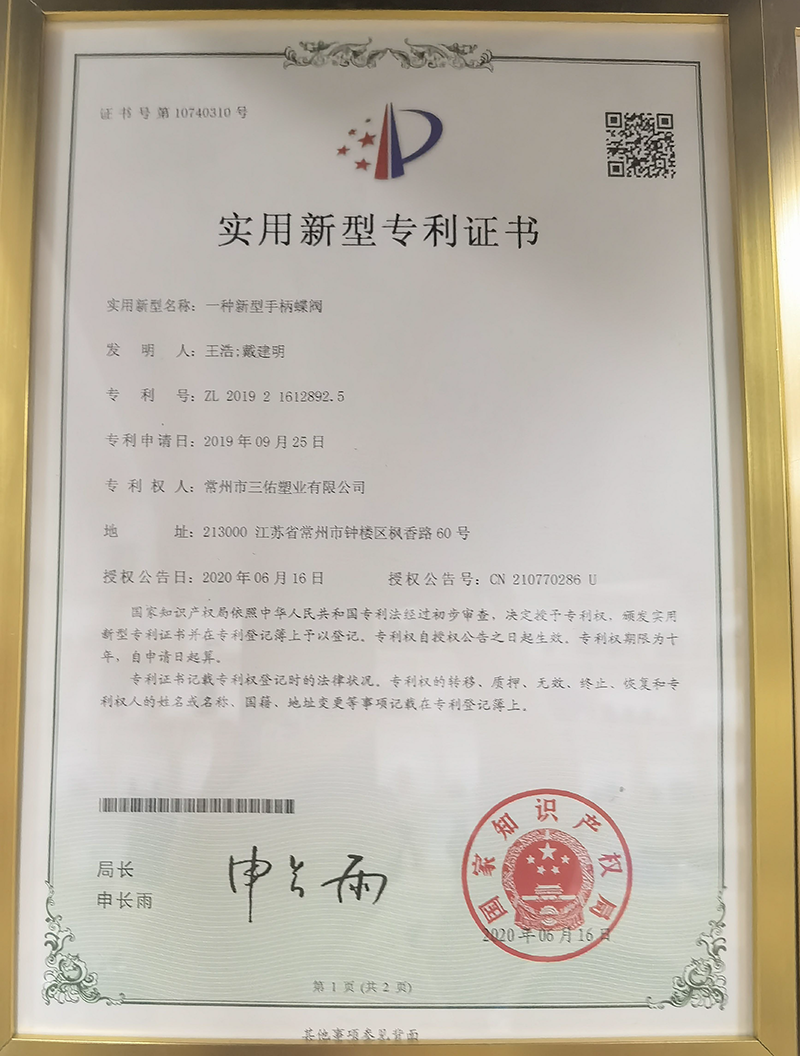 证书号第10740310号
实用新型专利证书
实用新型名称：一种新型手柄蝶阀
发明人：王浩;戴建明
专利号：ZL 2019 2 1612892.5
专利申请日：2019年09月25日
专利权人：常州市三佑塑业有限公司
地址：213000 江苏省常州市钟楼区枫香路60号
授权公告日：2020年06月16日 授权公告号：CN 210770286 U
国家知识产权局依照中华人民共和国专利法经过初步审查，决定授予专利权，颁发实用
新型专利证书并在专利登记簿上予以登记。专利权自授权公告之日起生效。专利权期限为十
年，自申请日起算。
专利证书记载专利权登记时的法律状况。专利权的转移、质押、无效、终止、恢复和专
利权人的姓名或名称、国籍、地址变更等事项记载在专利登记簿上。
局长
申长雨
申长雨
国家知识产权局
2020年06月16日
第 1 页 (共 2 页)
其他事项参见背面